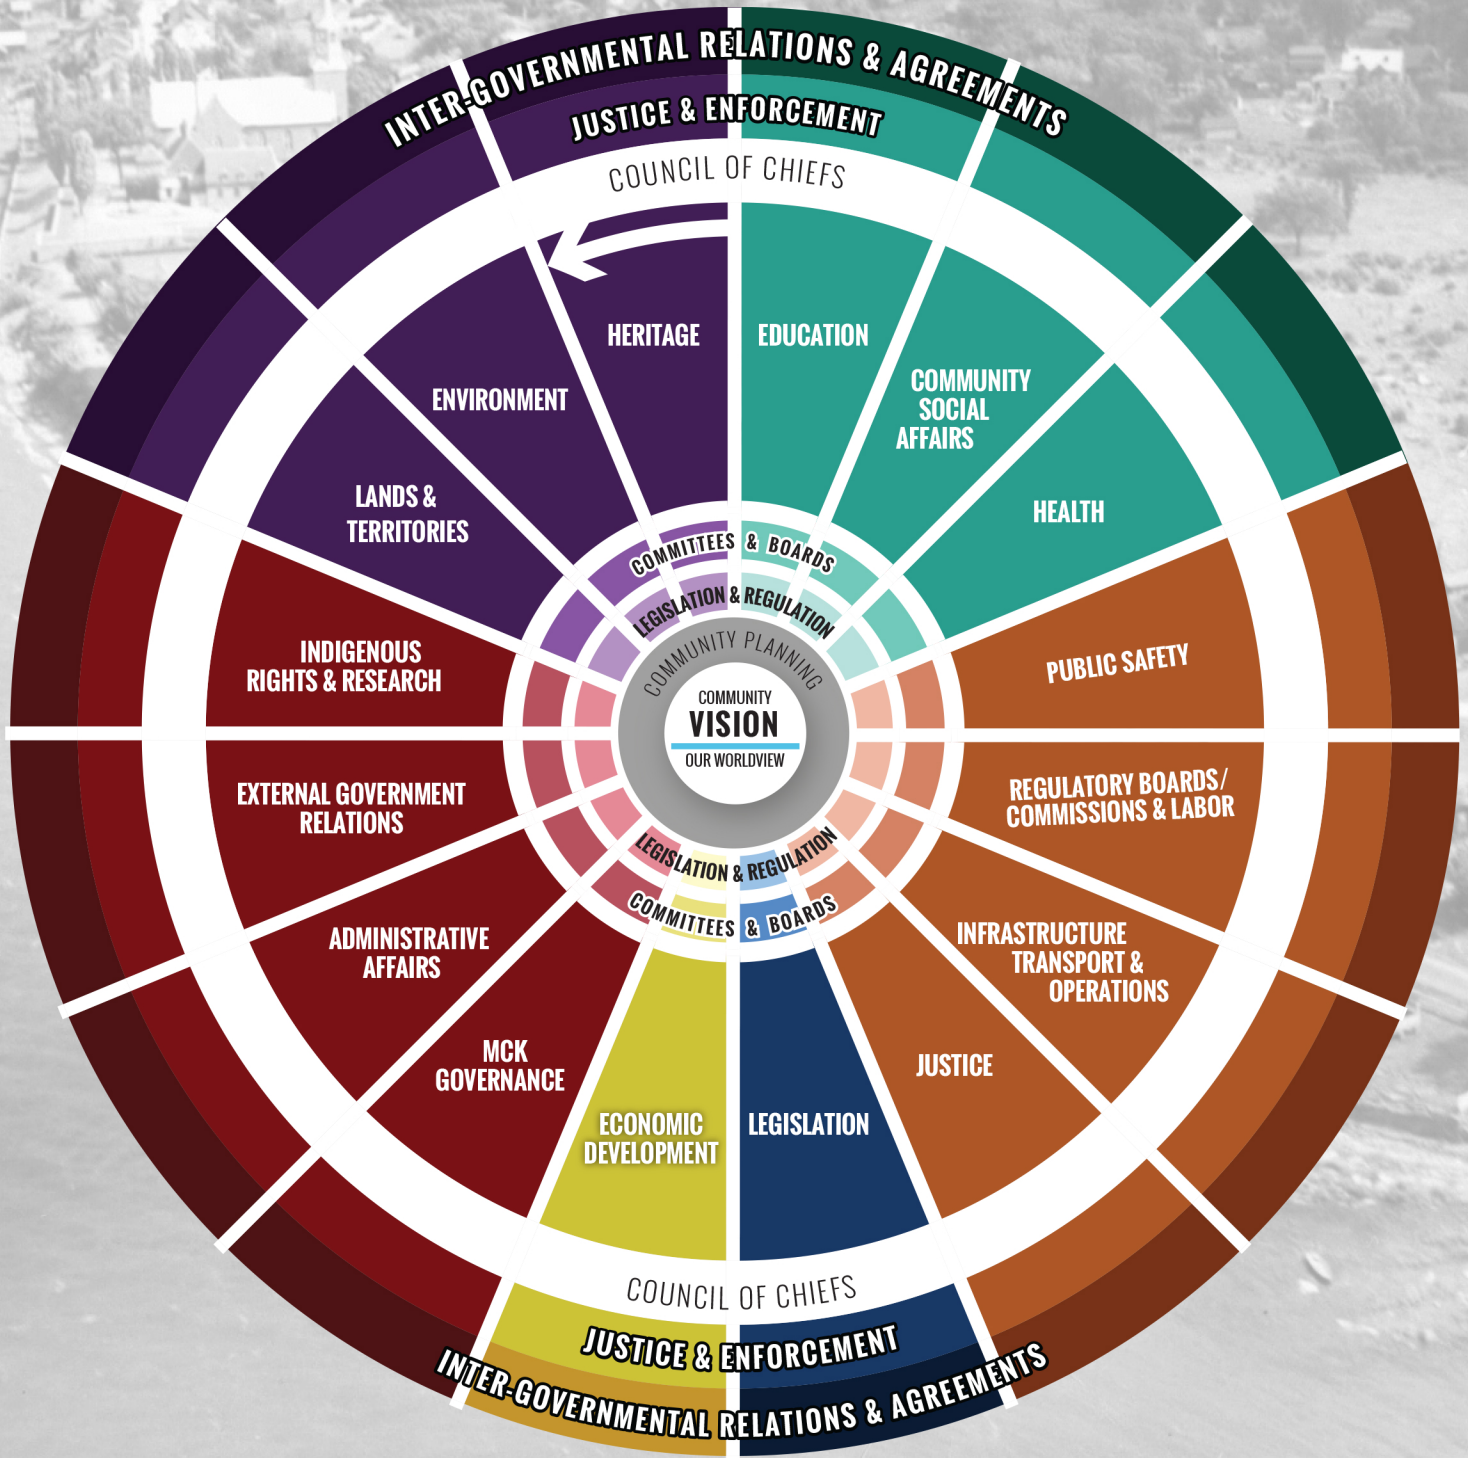 INTER-GOVERNMENTAL RELATIONS & AGREEMENTS
JUSTICE & ENFORCEMENT
COUNCIL OF CHIEFS
HERITAGE
EDUCATION
ENVIRONMENT
COMMUNITY
SOCIAL
AFFAIRS
LANDS &
TERRITORIES
HEALTH
COMMITTEES & BOARDS
LEGISLATION & REGULATION
COMMUNITY PLANNING
COMMUNITY
VISION
OUR WORLDVIEW
INDIGENOUS
RIGHTS & RESEARCH
PUBLIC SAFETY
EXTERNAL GOVERNMENT
RELATIONS
REGULATORY BOARDS/
COMMISSIONS & LABOR
LEGISLATION & REGULATION
COMMITTEES & BOARDS
ADMINISTRATIVE
AFFAIRS
INFRASTRUCTURE
TRANSPORT &
OPERATIONS
MCK
GOVERNANCE
JUSTICE
ECONOMIC
DEVELOPMENT
LEGISLATION
COUNCIL OF CHIEFS
JUSTICE & ENFORCEMENT
INTER-GOVERNMENTAL RELATIONS & AGREEMENTS